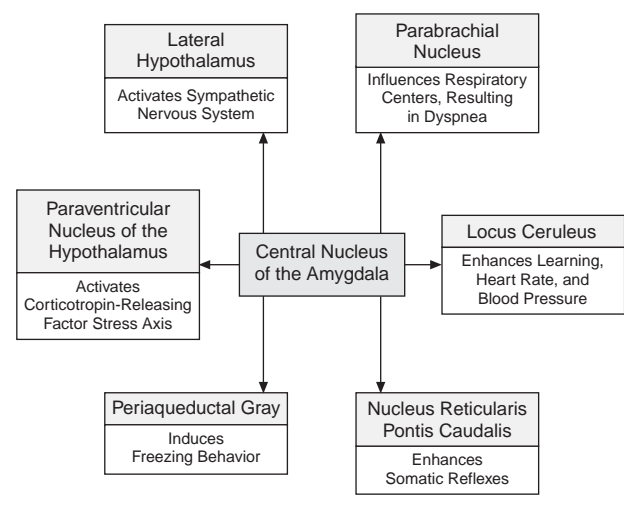 Lateral
Hypothalamus
Activates Sympathetic
Nervous System
Parabrachial
Nucleus
Influences Respiratory
Centers, Resulting
in Dyspnea
Paraventricular
Nucleus of the
Hypothalamus
Activates
Corticotropin-Releasing
Factor Stress Axis
Central Nucleus
of the Amygdala
Locus Ceruleus
Enhances Learning,
Heart Rate, and
Blood Pressure
Periaqueductal Gray
Induces
Freezing Behavior
Nucleus Reticularis
Pontis Caudalis
Enhances
Somatic Reflexes